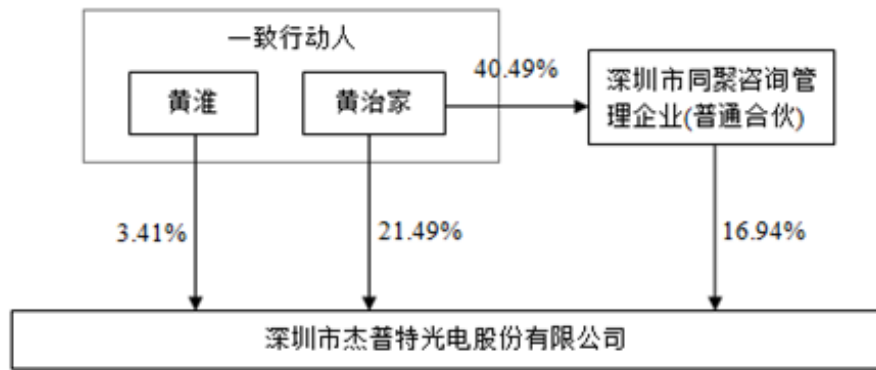 一致行动人
黄淮
黄治家
40.49%
深圳市同聚咨询管
理企业(普通合伙)
3.41%
21.49%
16.94%
深圳市杰普特光电股份有限公司